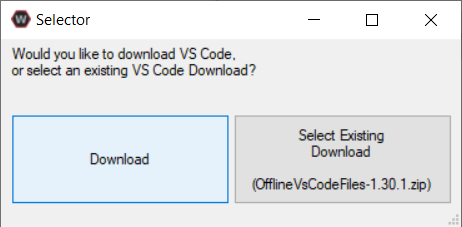 W
Selector
Would you like to download VS Code,
or select an existing VS Code Download?
Download
Select Existing
Download
(OfflineVsCodeFiles-1.30.1.zip)